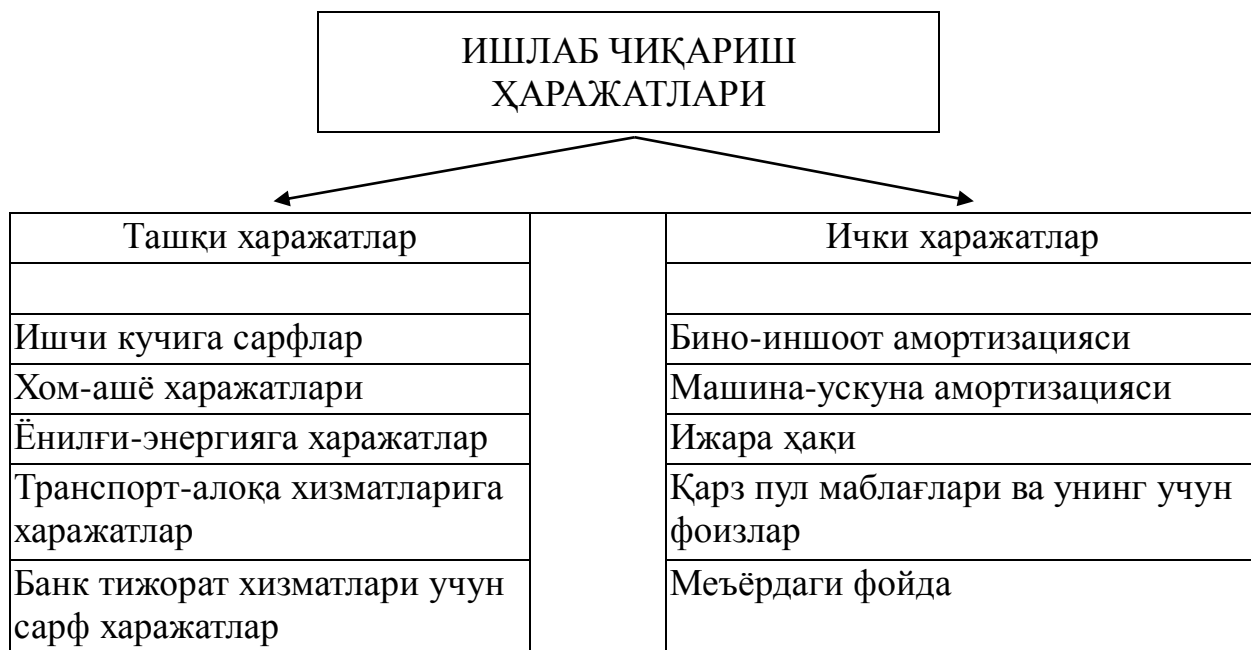 ИШЛАБ ЧИҚАРИШ
ҲАРАЖАТЛАРИ
Ташқи харажатлар
Ички харажатлар
Ишчи кучига сарфлар
Бино-иншоот амортизацияси
Хом-ашё харажатлари
Машина-ускуна амортизацияси
Ёнилғи-энергияга харажатлар
Ижара ҳақи
Транспорт-алоқа хизматларига
харажатлар
Қарз пул маблағлари ва унинг учун
фоизлар
Банк тижорат хизматлари учун
сарф харажатлар
Меъёрдаги фойда